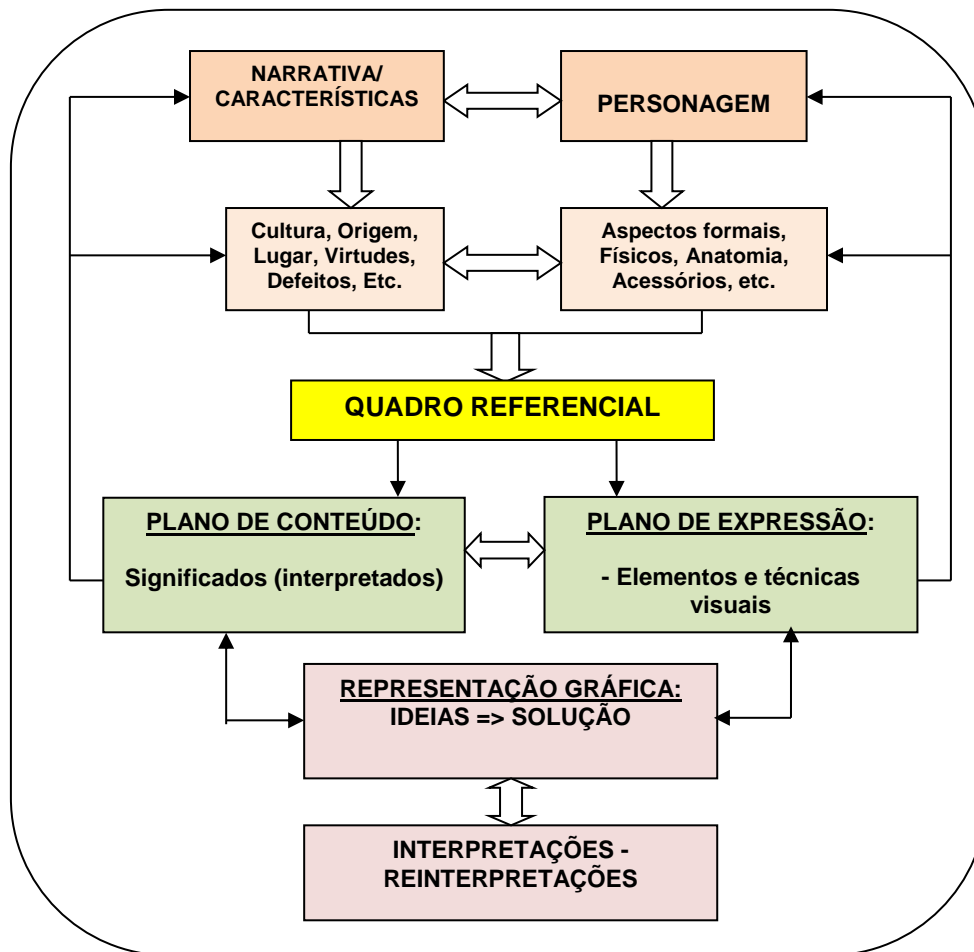 NARRATIVA/
CARACTERÍSTICAS
PERSONAGEM
Cultura, Origem,
Lugar, Virtudes,
Defeitos, Etc.
Aspectos formais,
Físicos, Anatomia,
Acessórios, etc.
QUADRO REFERENCIAL
PLANO DE CONTEÚDO:
Significados (interpretados)
PLANO DE EXPRESSÃO:
- Elementos e técnicas
visuais
REPRESENTAÇÃO GRÁFICA:
IDEIAS => SOLUÇÃO
INTERPRETAÇÕES -
REINTERPRETAÇÕES